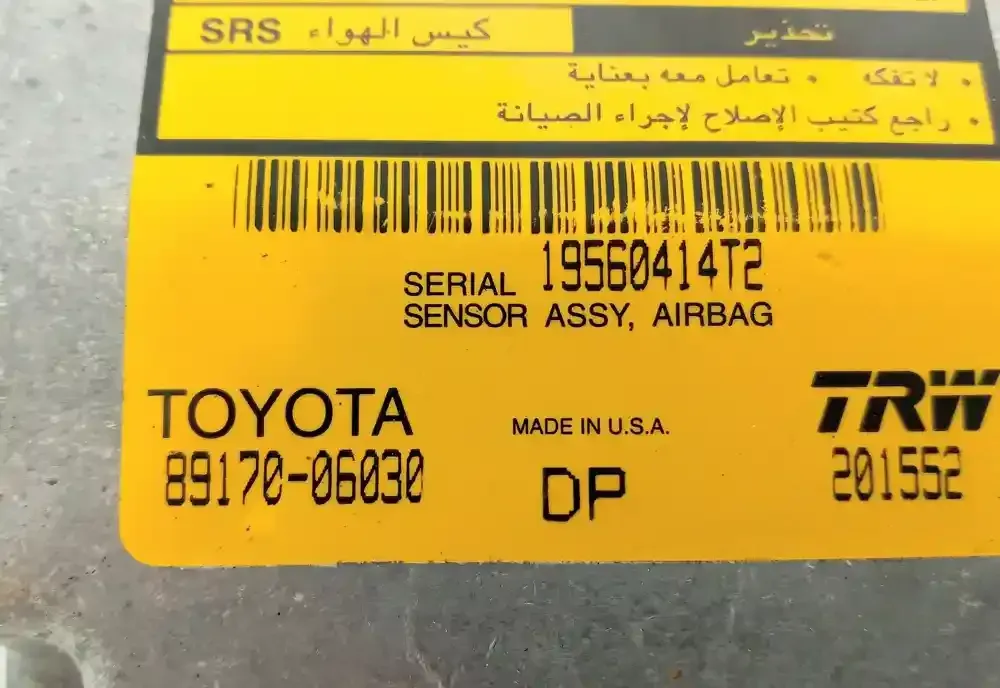 تحذير
كيس الهواء SRS
• لا تفكه • تعامل معه بعناية
• راجع كتيب الإصلاح لإجراء الصيانة
SERIAL 19560414T2
SENSOR ASSY, AIRBAG
TOYOTA
89170-06030
MADE IN U.S.A.
DP
TRW
201552